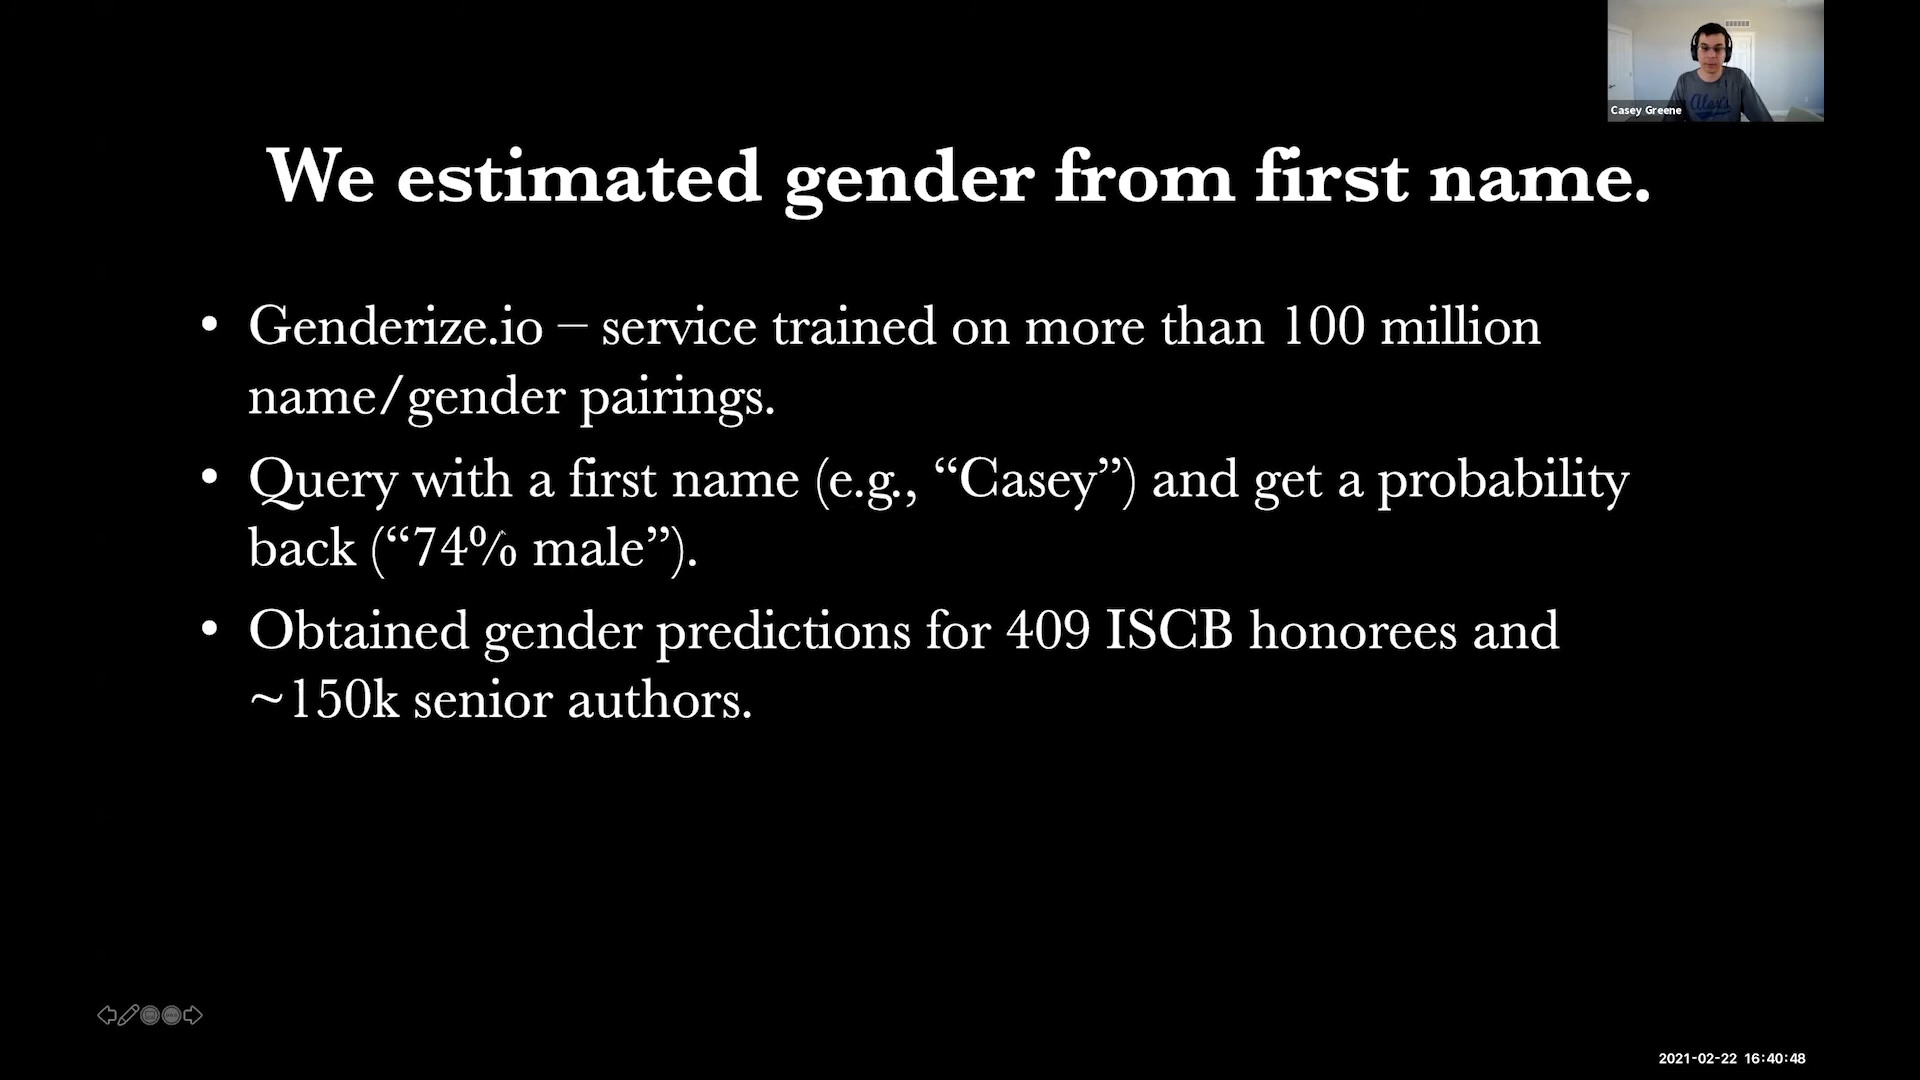 Casey Greene
We estimated gender from first name.
• Genderize.io – service trained on more than 100 million
name/gender pairings.
• Query with a first name (e.g., “Casey”) and get a probability
back (“74% male”).
• Obtained gender predictions for 409 ISCB honorees and
~150k senior authors.
2021-02-22 16:40:48